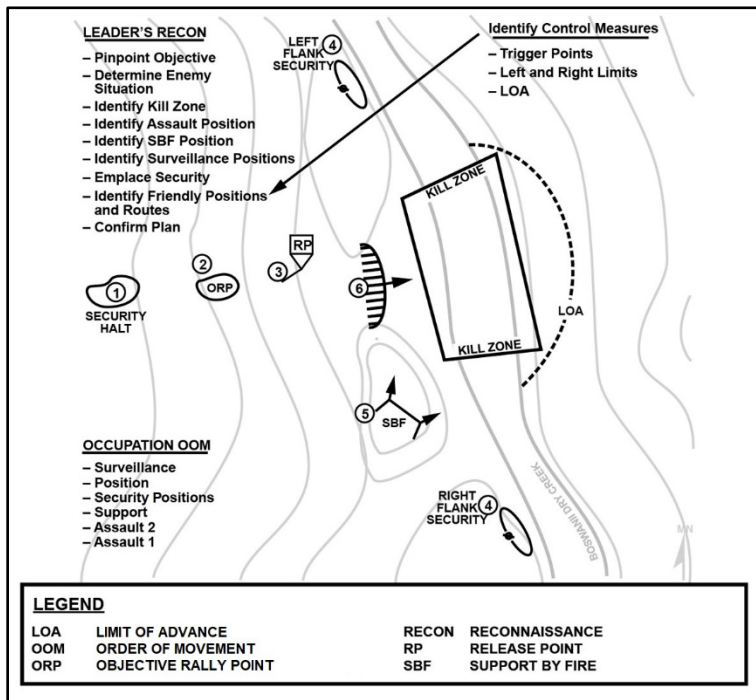 LEADER'S RECON
– Pinpoint Objective
– Determine Enemy
Situation
– Identify Kill Zone
– Identify Assault Position
– Identify SBF Position
– Identify Surveillance Positions
– Emplace Security
– Identify Friendly Positions
and Routes
– Confirm Plan
LEFT
FLANK
SECURITY
4
Identify Control Measures
– Trigger Points
– Left and Right Limits
– LOA
KILL ZONE
1
SECURITY
HALT
2
ORP
RP
3
6
LOA
KILL ZONE
5
SBF
OCCUPATION OOM
– Surveillance
– Position
– Security Positions
– Support
– Assault 2
– Assault 1
RIGHT
FLANK
SECURITY
4
BOSWANII DRY CREEK
MN
LEGEND
LOA LIMIT OF ADVANCE
OOM ORDER OF MOVEMENT
ORP OBJECTIVE RALLY POINT
RECON RECONNAISSANCE
RP RELEASE POINT
SBF SUPPORT BY FIRE